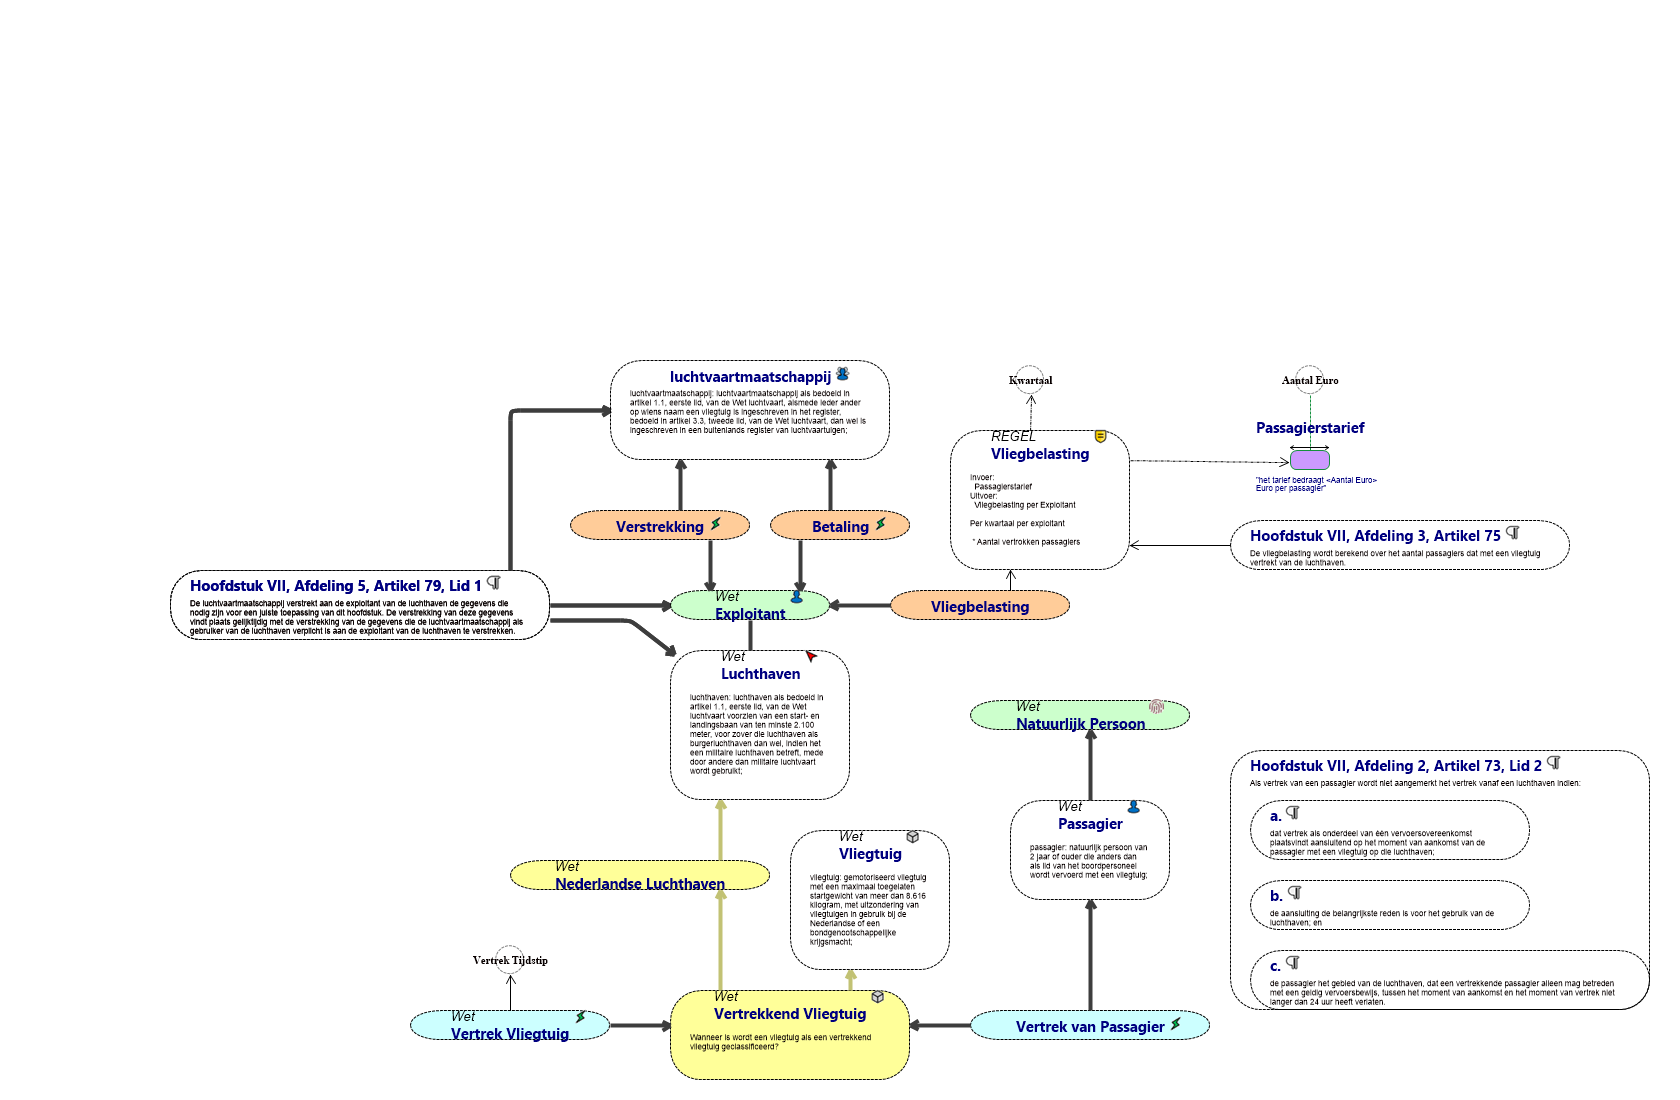 luchtvaartmaatschappij
luchtvaartmaatschappij: luchtvaartmaatschappij als bedoeld in
artikel 1.1, eerste lid, van de Wet luchtvaart, alsmede ieder ander
op wiens naam een vliegtuig is ingeschreven in het register,
bedoeld in artikel 3.3, tweede lid, van de Wet luchtvaart, dan wel is
ingeschreven in een buitenlands register van luchtvaartuigen;
Kwartaal
Aantal Euro
Passagierstarief
"het tarief bedraagt <Aantal Euro>
Euro per passagier"
REGEL
Vliegbelasting
Invoer:
Passagierstarief
Uitvoer:
Vliegbelasting per Exploitant
Per kwartaal per exploitant
* Aantal vertrokken passagiers
Verstrekking
Betaling
Hoofdstuk VII, Afdeling 3, Artikel 75
De vliegbelasting wordt berekend over het aantal passagiers dat met een vliegtuig
vertrekt van de luchthaven.
Hoofdstuk VII, Afdeling 5, Artikel 79, Lid 1
De luchtvaartmaatschappij verstrekt aan de exploitant van de luchthaven de gegevens die
nodig zijn voor een juiste toepassing van dit hoofdstuk. De verstrekking van deze gegevens
vindt plaats gelijktijdig met de verstrekking van de gegevens die de luchtvaartmaatschappij als
gebruiker van de luchthaven verplicht is aan de exploitant van de luchthaven te verstrekken.
Wet
Exploitant
Vliegbelasting
Wet
Luchthaven
luchthaven: luchthaven als bedoeld in
artikel 1.1, eerste lid, van de Wet
luchtvaart voorzien van een start- en
landingsbaan van ten minste 2.100
meter, voor zover die luchthaven als
burgerluchthaven dan wel, indien het
een militaire luchthaven betreft, mede
door andere dan militaire luchtvaart
wordt gebruikt;
Wet
Natuurlijk Persoon
Hoofdstuk VII, Afdeling 2, Artikel 73, Lid 2
Als vertrek van een passagier wordt niet aangemerkt het vertrek vanaf een luchthaven indien:
a.
dat vertrek als onderdeel van één vervoersovereenkomst
plaatsvindt aansluitend op het moment van aankomst van de
passagier met een vliegtuig op die luchthaven;
b.
de aansluiting de belangrijkste reden is voor het gebruik van de
luchthaven; en
c.
de passagier het gebied van de luchthaven, dat een vertrekkende passagier alleen mag betreden
met een geldig vervoersbewijs, tussen het moment van aankomst en het moment van vertrek niet
langer dan 24 uur heeft verlaten.
Wet
Passagier
passagier: natuurlijk persoon van
2 jaar of ouder die anders dan
als lid van het boordpersoneel
wordt vervoerd met een vliegtuig;
Wet
Vliegtuig
vliegtuig: gemotoriseerd vliegtuig
met een maximaal toegelaten
startgewicht van meer dan 8.616
kilogram, met uitzondering van
vliegtuigen in gebruik bij de
Nederlandse of een
bondgenootschappelijke
krijgsmacht;
Wet
Nederlandse Luchthaven
Vertrek Tijdstip
Wet
Vertrek Vliegtuig
Wet
Vertrekkend Vliegtuig
Wanneer is wordt een vliegtuig als een vertrekkend
vliegtuig geclassificeerd?
Vertrek van Passagier